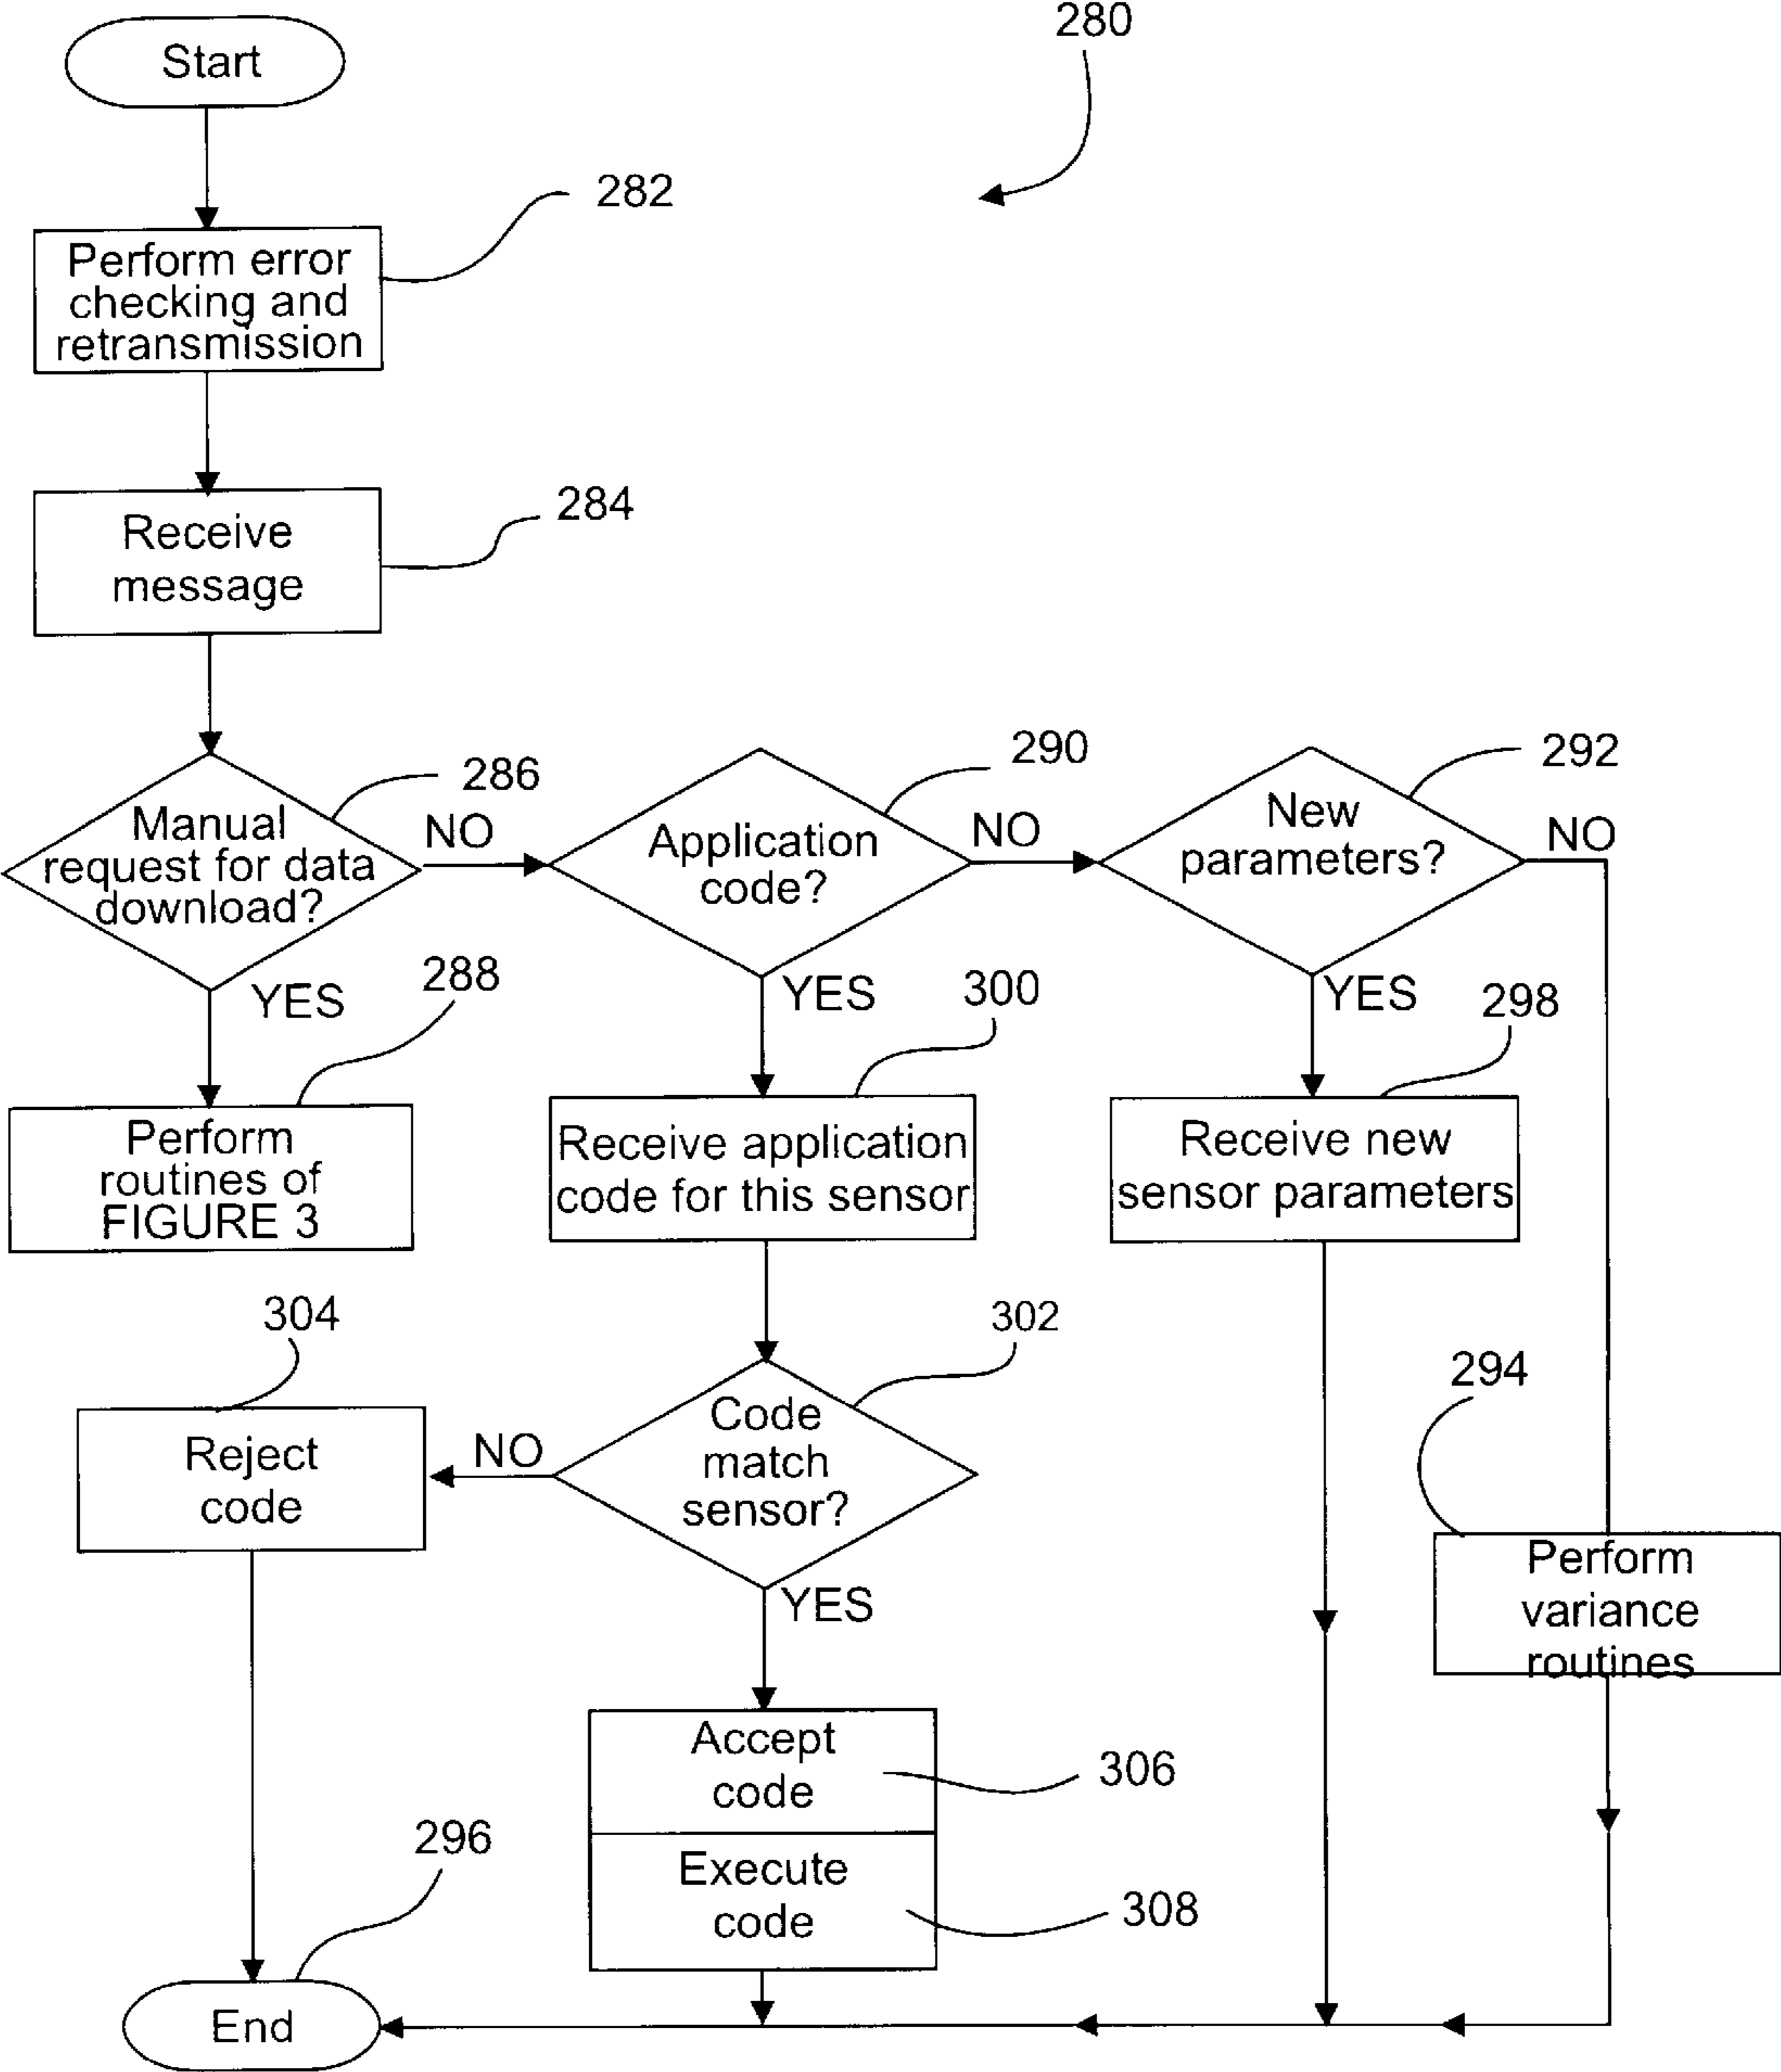 280
Start
282
Perform error
checking and
retransmission
284
Receive
message
286
Manual
request for data
download?
NO
290
Application
code?
NO
292
New
parameters?
NO
YES
288
Perform
routines of
FIGURE 3
YES
300
Receive application
code for this sensor
YES
298
Receive new
sensor parameters
304
Reject
code
NO
302
Code
match
sensor?
YES
294
Perform
variance
routines
Accept
code
306
Execute
code
308
296
End